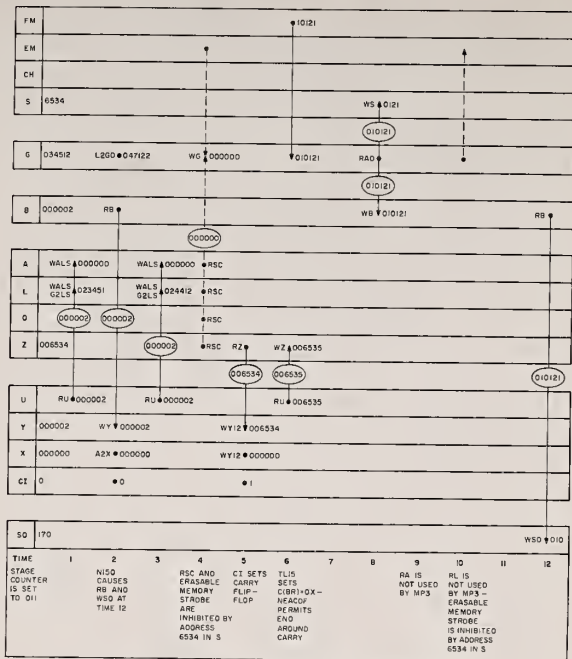 FM 10121
EM
CH
S 6534 WS 0121
010121
G 034512 L2GD 047122 WG 000000 010121 RAD
010121
B 000002 RB WB 010121 RB
000000
A WALS 000000 WALS 000000 RSC
L WALS G2LS 023451 WALS G2LS 024412 RSC
Q 000002 000002 RSC
Z 006534 000002 RSC RZ WZ 006535
006534 006535 010121
U RU 000002 RU 000002 RU 006535
Y 000002 WY 000002 WY12 006534
X 000000 A2X 000000 WY12 000000
CI 0 0 1
SQ 170 WSQ 010
TIME 1 2 3 4 5 6 7 8 9 10 11 12
STAGE COUNTER IS SET TO 011
NISQ CAUSES RB AND WSQ AT TIME 12
RSC AND ERASABLE MEMORY STROBE ARE INHIBITED BY ADDRESS 6534 IN S
CI SETS CARRY FLIP-FLOP
TL15 SETS C(BR)=0X- NEACOF PERMITS END AROUND CARRY
RA IS NOT USED BY MP3
RL IS NOT USED BY MP3- ERASABLE MEMORY STROBE IS INHIBITED BY ADDRESS 6534 IN S